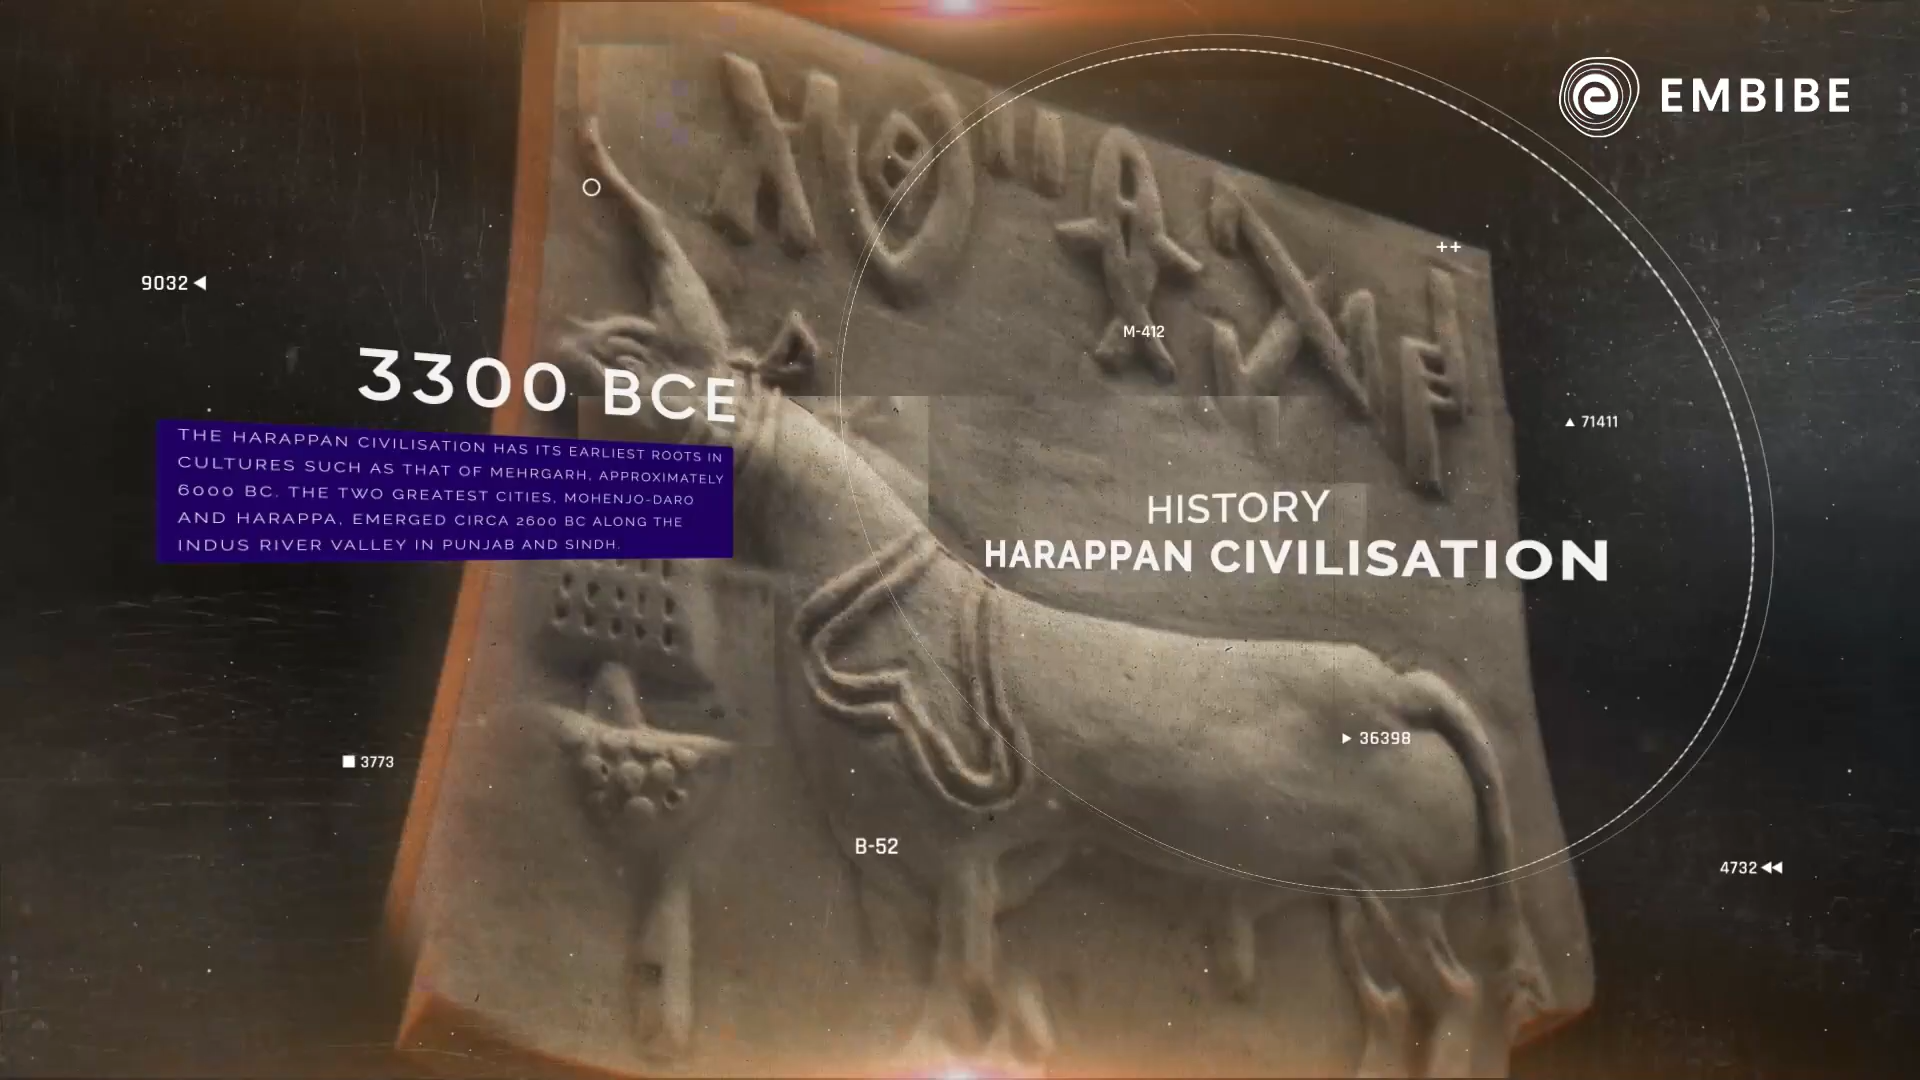 EMBIBE
++
9032
M-412
3300 BCE
71411
THE HARAPPAN CIVILISATION HAS ITS EARLIEST ROOTS IN
CULTURES SUCH AS THAT OF MEHRGARH, APPROXIMATELY
6000 BC. THE TWO GREATEST CITIES, MOHENJO-DARO
AND HARAPPA, EMERGED CIRCA 2600 BC ALONG THE
INDUS RIVER VALLEY IN PUNJAB AND SINDH.
HISTORY
HARAPPAN CIVILISATION
36398
3773
B-52
4732